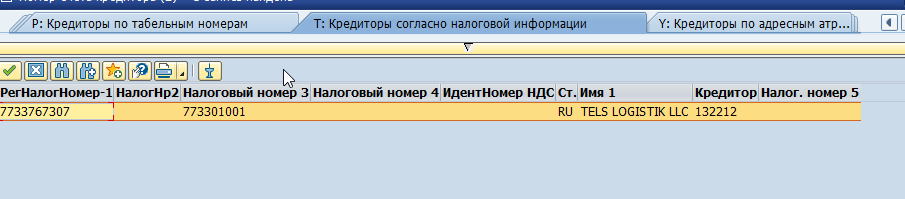 P: Кредиторы по табельным номерам
T: Кредиторы согласно налоговой информации
Y: Кредиторы по адресным атр...
РегНалогНомер-1 НалогНр2 Налоговый номер 3 Налоговый номер 4 ИдентНомер НДС Ст. Имя 1 Кредитор Налог. номер 5
7733767307 773301001 RU TELS LOGISTIK LLC 132212